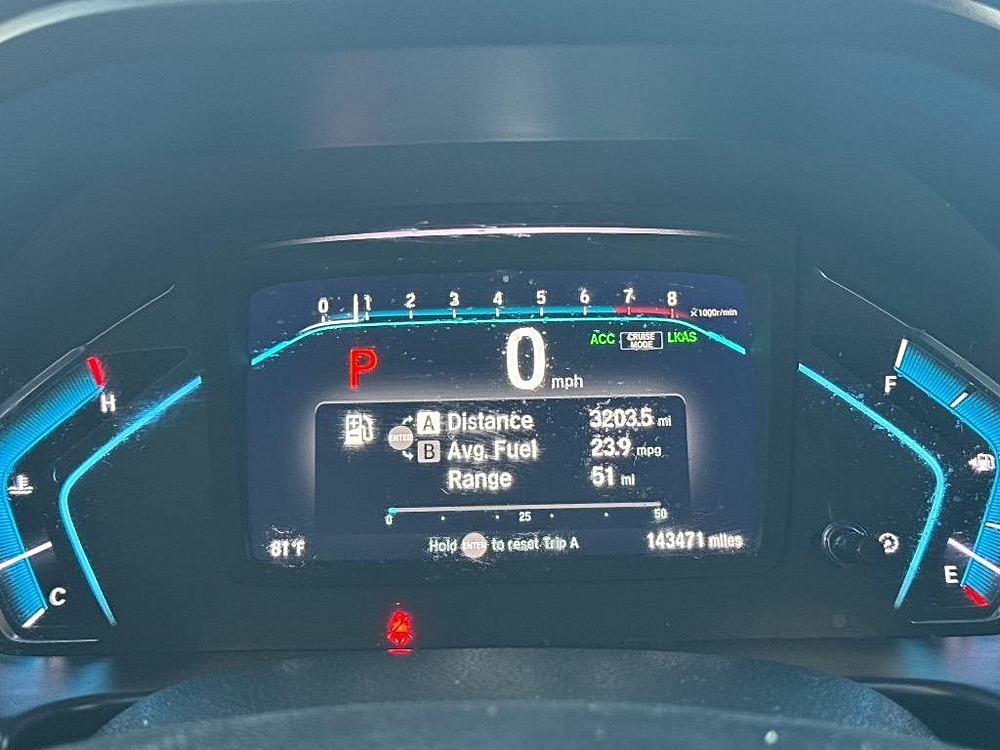 0 1 2 3 4 5 6 7 8 x1000r/min
P
0 mph
ACC CRUISE MODE LKAS
H
C
ENTER
A Distance 3203.5 mi
B Avg. Fuel 23.9 mpg
Range 51 mi
0 25 50
81°F
Hold ENTER to reset Trip A
143471 miles
F
E